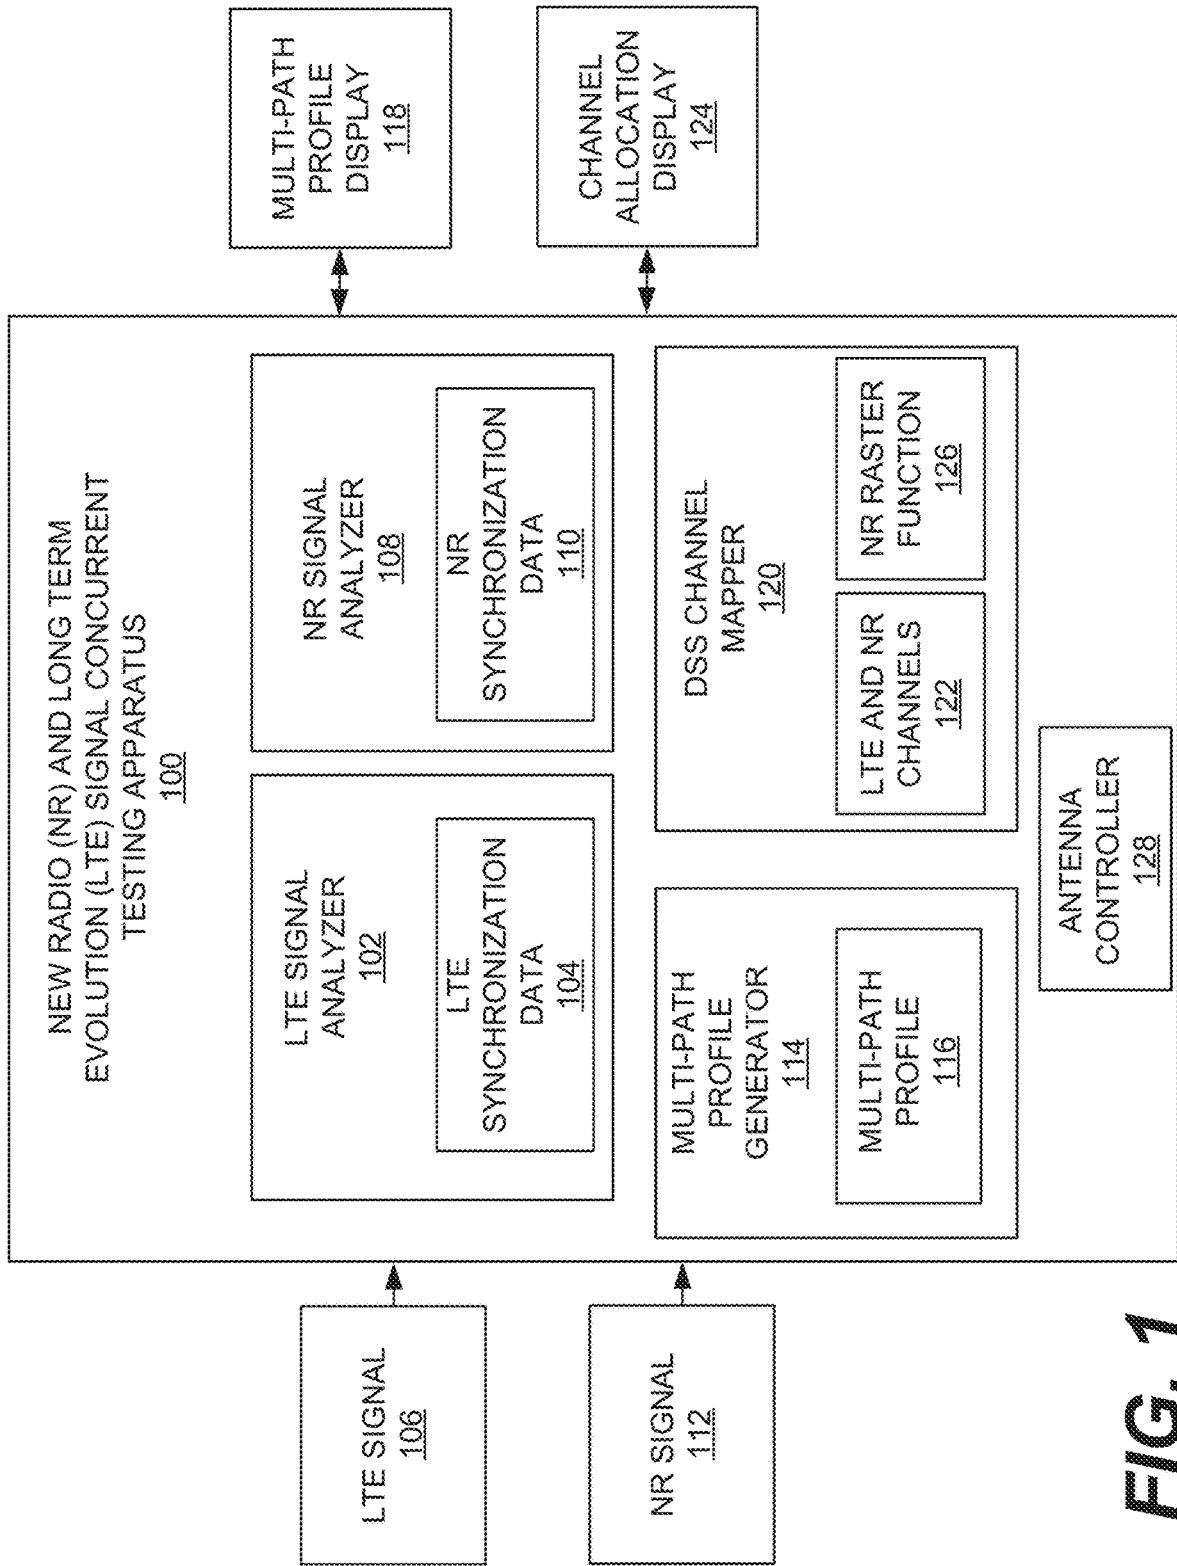 NEW RADIO (NR) AND LONG TERM
EVOLUTION (LTE) SIGNAL CONCURRENT
TESTING APPARATUS
100
LTE SIGNAL
106
NR SIGNAL
112
LTE SIGNAL
ANALYZER
102
LTE
SYNCHRONIZATION
DATA
104
NR SIGNAL
ANALYZER
108
NR
SYNCHRONIZATION
DATA
110
MULTI-PATH
PROFILE
GENERATOR
114
MULTI-PATH
PROFILE
116
DSS CHANNEL
MAPPER
120
LTE AND NR
CHANNELS
122
NR RASTER
FUNCTION
126
ANTENNA
CONTROLLER
128
MULTI-PATH
PROFILE
DISPLAY
118
CHANNEL
ALLOCATION
DISPLAY
124
FIG. 1